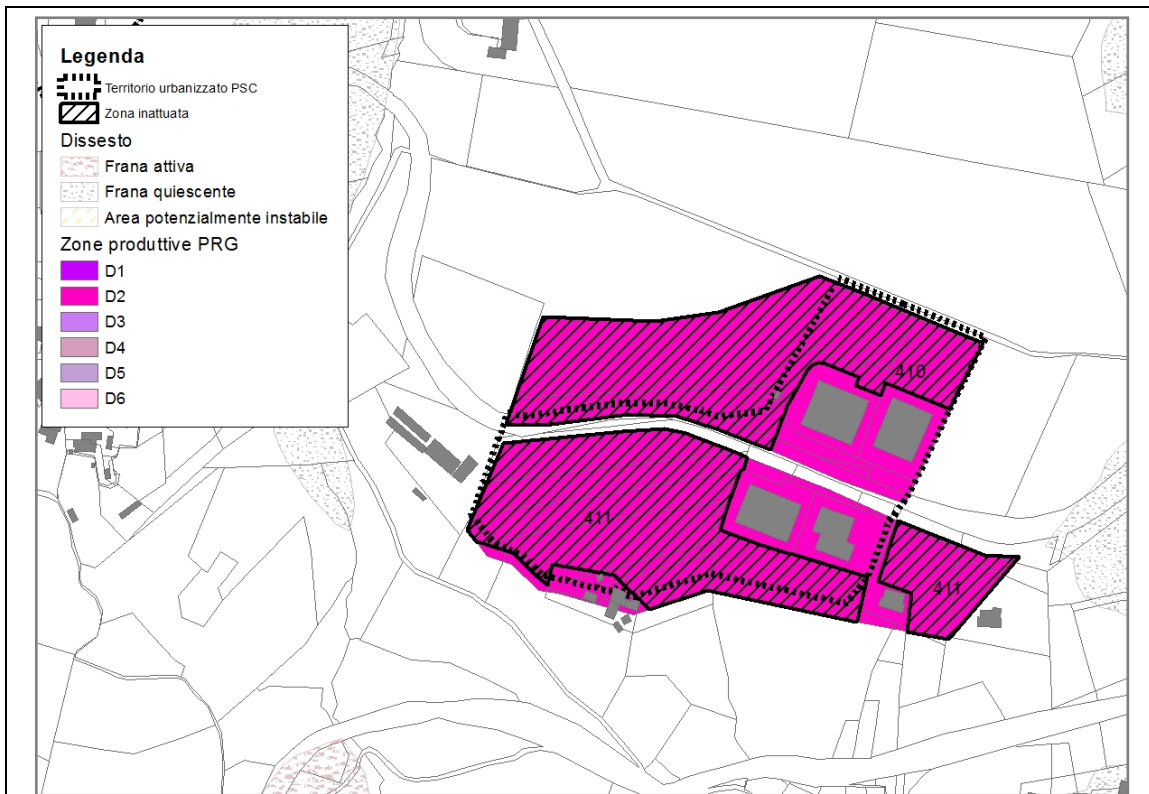 Legenda
Territorio urbanizzato PSC
Zona inattuata
Dissesto
Frana attiva
Frana quiescente
Area potenzialmente instabile
Zone produttive PRG
D1
D2
D3
D4
D5
D6
410
411
411